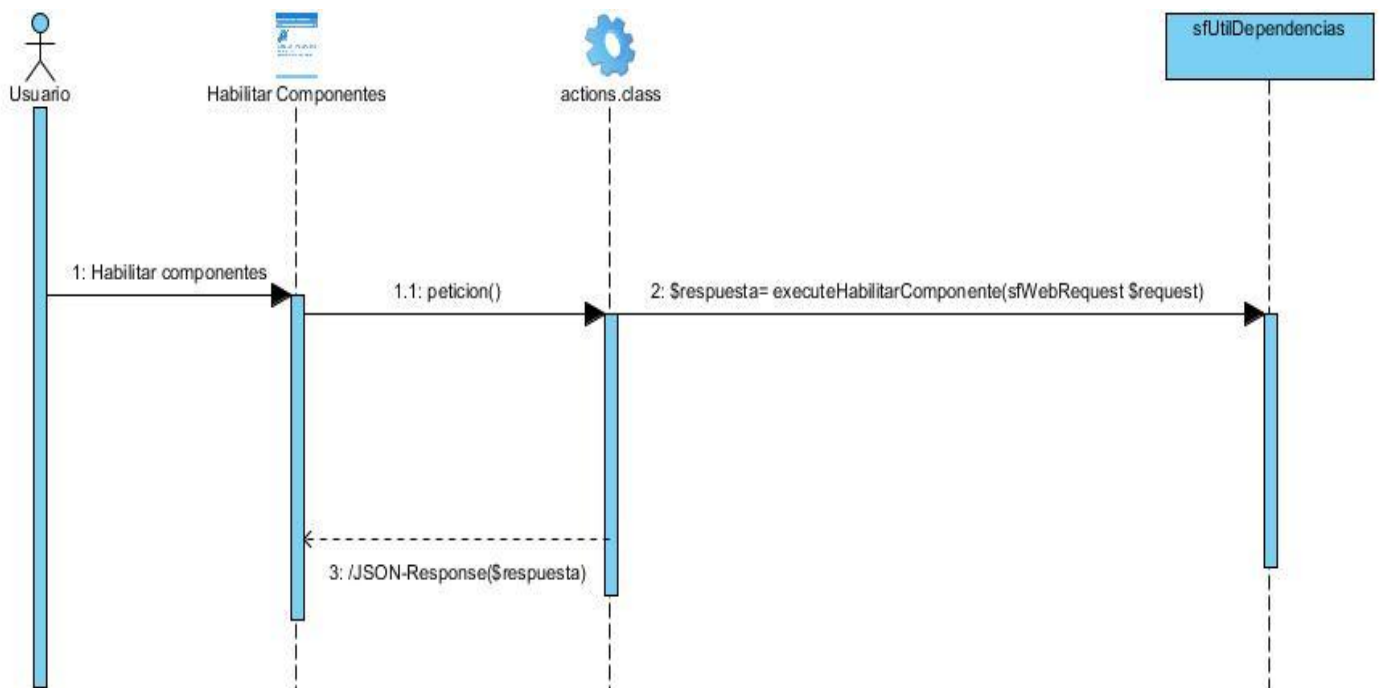 sfUtilDependencias
Usuario
Habilitar Componentes
actions.class
1: Habilitar componentes
1.1: peticion()
2: $respuesta= executeHabilitarComponente(sfWebRequest $request)
3: /JSON-Response($respuesta)